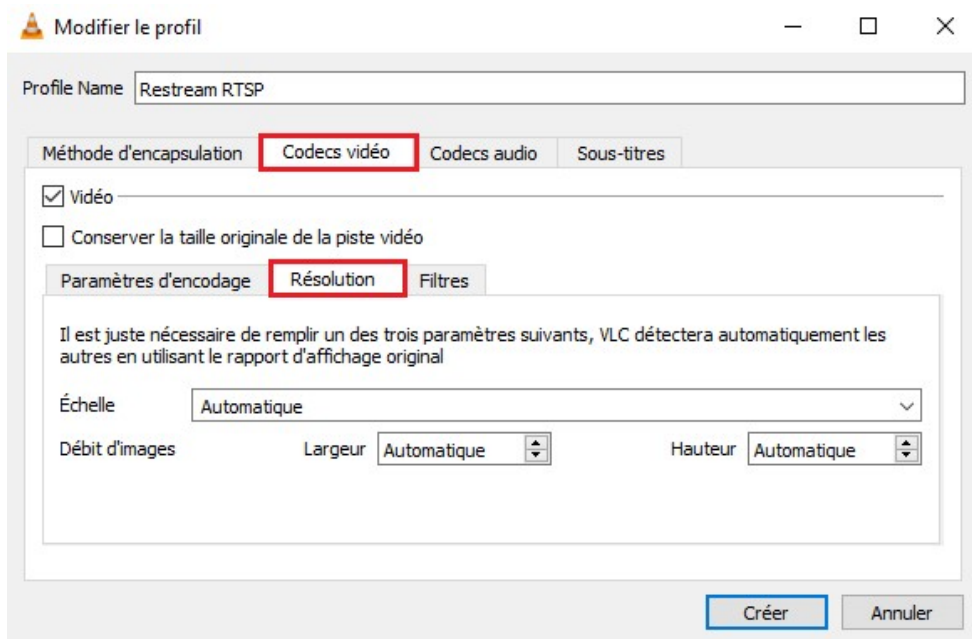 Modifier le profil
Profile Name Restream RTSP
Méthode d'encapsulation Codecs vidéo Codecs audio Sous-titres
Vidéo
Conserver la taille originale de la piste vidéo
Paramètres d'encodage Résolution Filtres
Il est juste nécessaire de remplir un des trois paramètres suivants, VLC détectera automatiquement les
autres en utilisant le rapport d'affichage original
Échelle Automatique
Débit d'images Largeur Automatique Hauteur Automatique
Créer Annuler